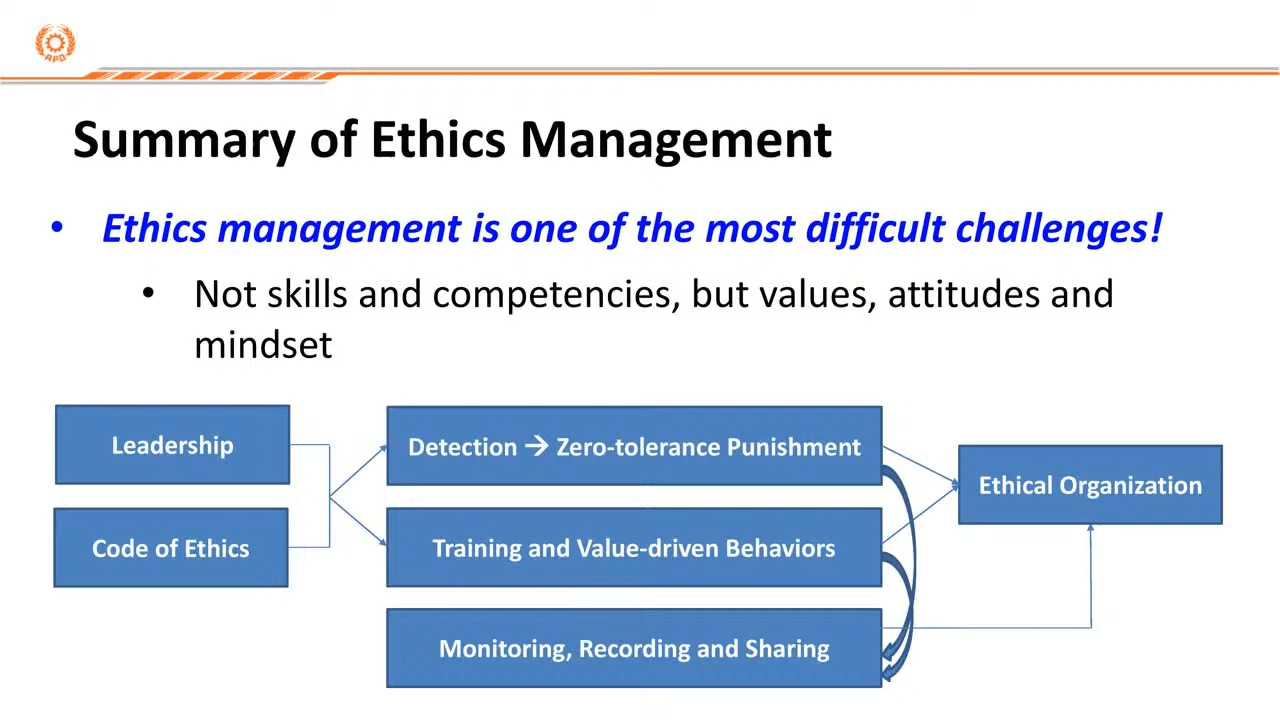 APO
Summary of Ethics Management
• Ethics management is one of the most difficult challenges!
• Not skills and competencies, but values, attitudes and
mindset
Leadership
Code of Ethics
Detection → Zero-tolerance Punishment
Training and Value-driven Behaviors
Monitoring, Recording and Sharing
Ethical Organization